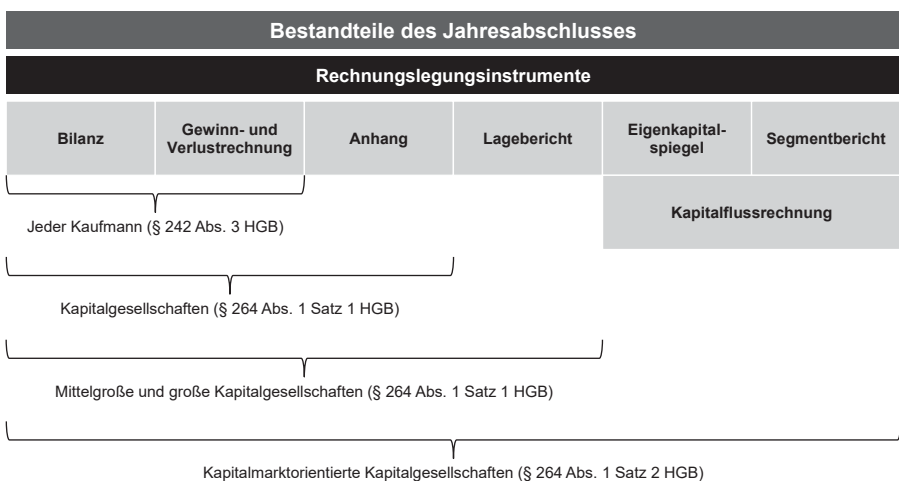 Bestandteile des Jahresabschlusses
Rechnungslegungsinstrumente
Bilanz
Gewinn- und
Verlustrechnung
Anhang
Lagebericht
Eigenkapital-
spiegel
Segmentbericht
Kapitalflussrechnung
Jeder Kaufmann (§ 242 Abs. 3 HGB)
Kapitalgesellschaften (§ 264 Abs. 1 Satz 1 HGB)
Mittelgroße und große Kapitalgesellschaften (§ 264 Abs. 1 Satz 1 HGB)
Kapitalmarktorientierte Kapitalgesellschaften (§ 264 Abs. 1 Satz 2 HGB)